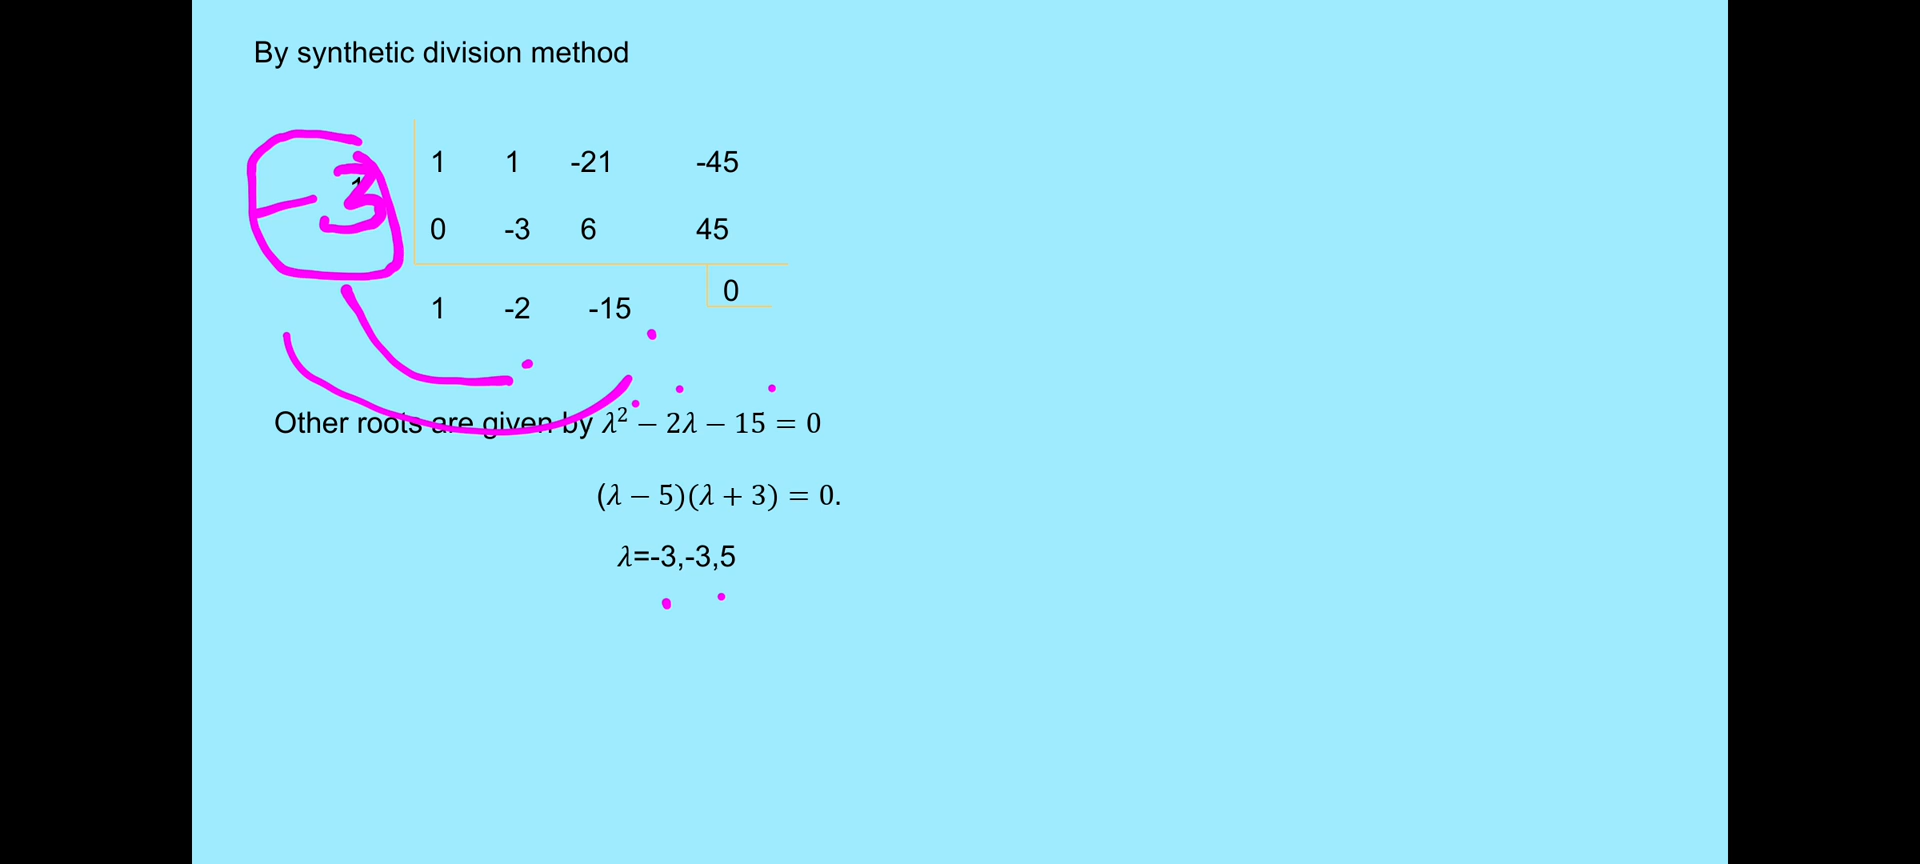 By synthetic division method
-3 1 1 -21 -45
0 -3 6 45
1 -2 -15 0
Other roots are given by λ² − 2λ − 15 = 0
(λ − 5)(λ + 3) = 0.
λ=-3,-3,5